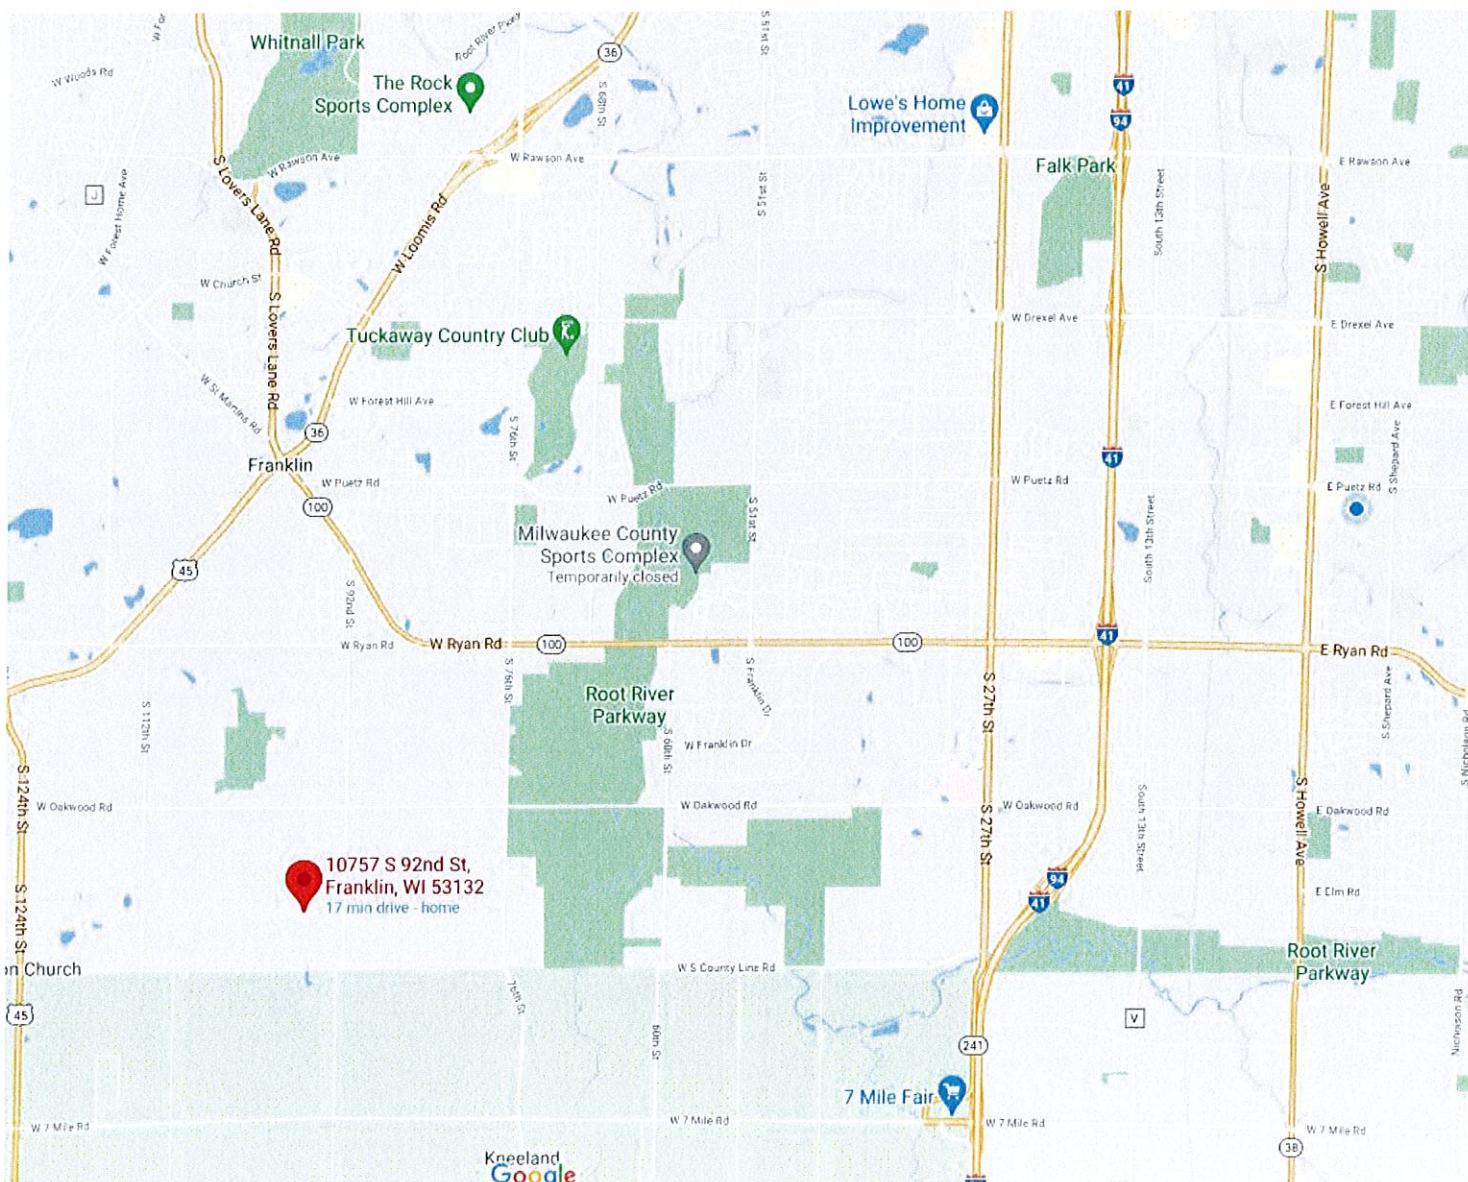 W For
Whitnall Park
Root River Pkwy
36
S 51st St
W Woods Rd
The Rock
Sports Complex
S 68th St
41
94
Lowe's Home
Improvement
W Rawson Ave
W Rawson Ave
E Rawson Ave
Falk Park
J
W Forest Home Ave
S Lovers Lane Rd
W Loomis Rd
S 51st St
South 13th Street
S Howell Ave
W Church St
S Lovers Lane Rd
W Drexel Ave
E Drexel Ave
Tuckaway Country Club
W St Martins Rd
W Forest Hill Ave
E Forest Hill Ave
36
S 76th St
41
S Shepard Ave
Franklin
W Puetz Rd
W Puetz Rd
W Puetz Rd
E Puetz Rd
100
S 51st St
Milwaukee County
Sports Complex
Temporarily closed
South 13th Street
45
S 92nd St
W Ryan Rd
W Ryan Rd
100
100
41
E Ryan Rd
S 76th St
S Franklin Dr
Root River
Parkway
S 27th St
S Shepard Ave
S 112th St
S 60th St
W Franklin Dr
S Nicholson Rd
S 124th St
W Oakwood Rd
W Oakwood Rd
W Oakwood Rd
E Oakwood Rd
S 27th St
South 13th Street
S Howell Ave
10757 S 92nd St,
Franklin, WI 53132
17 min drive - home
94
41
E Elm Rd
S 124th St
on Church
W S County Line Rd
Root River
Parkway
76th St
45
V
Nicholson Rd
60th St
241
7 Mile Fair
W 7 Mile Rd
W 7 Mile Rd
W 7 Mile Rd
W 7 Mile Rd
38
Kneeland
Google